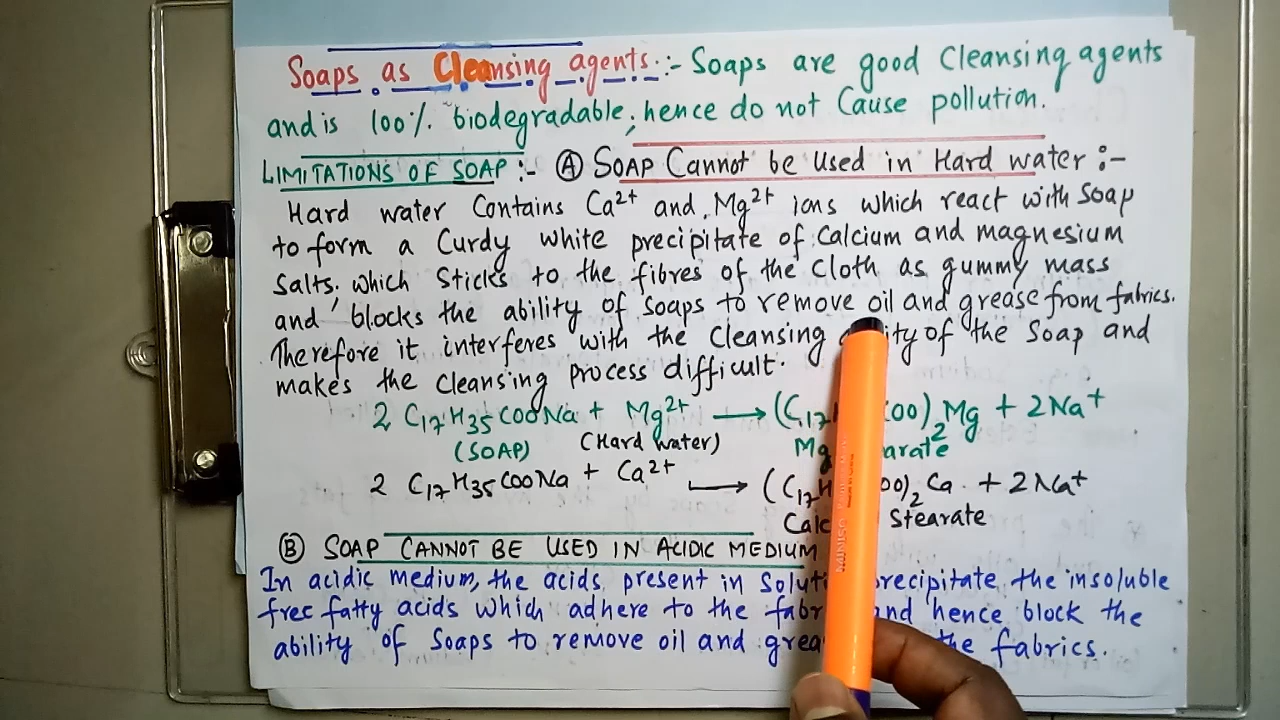 Soaps as Cleansing agents :- Soaps are good Cleansing agents
and is 100% biodegradable, hence do not Cause pollution.
LIMITATIONS OF SOAP :- Ⓐ SOAP Cannot be Used in Hard water :-
Hard water Contains Ca²⁺ and Mg²⁺ ions which react with Soap
to form a Curdy white precipitate of Calcium and magnesium
Salts. which Sticks to the fibres of the Cloth as gummy mass
and blocks the ability of Soaps to remove oil and grease from fabrics.
Therefore it interferes with the Cleansing of the Soap and
makes the cleansing process difficult.
2 C₁₇H₃₅COONa + Mg²⁺ ⟶ (C₁₇ COO)₂Mg + 2Na⁺
(SOAP) (Hard water) Mg
2 C₁₇H₃₅COONa + Ca²⁺ ⟶ (C₁₇H OO)₂Ca + 2Na⁺
Stearate
Ⓑ SOAP CANNOT BE USED IN ACIDIC MEDIUM
In acidic medium, the acids present in precipitate the insoluble
free fatty acids which adhere to the and hence block the
ability of Soaps to remove oil and the fabrics.